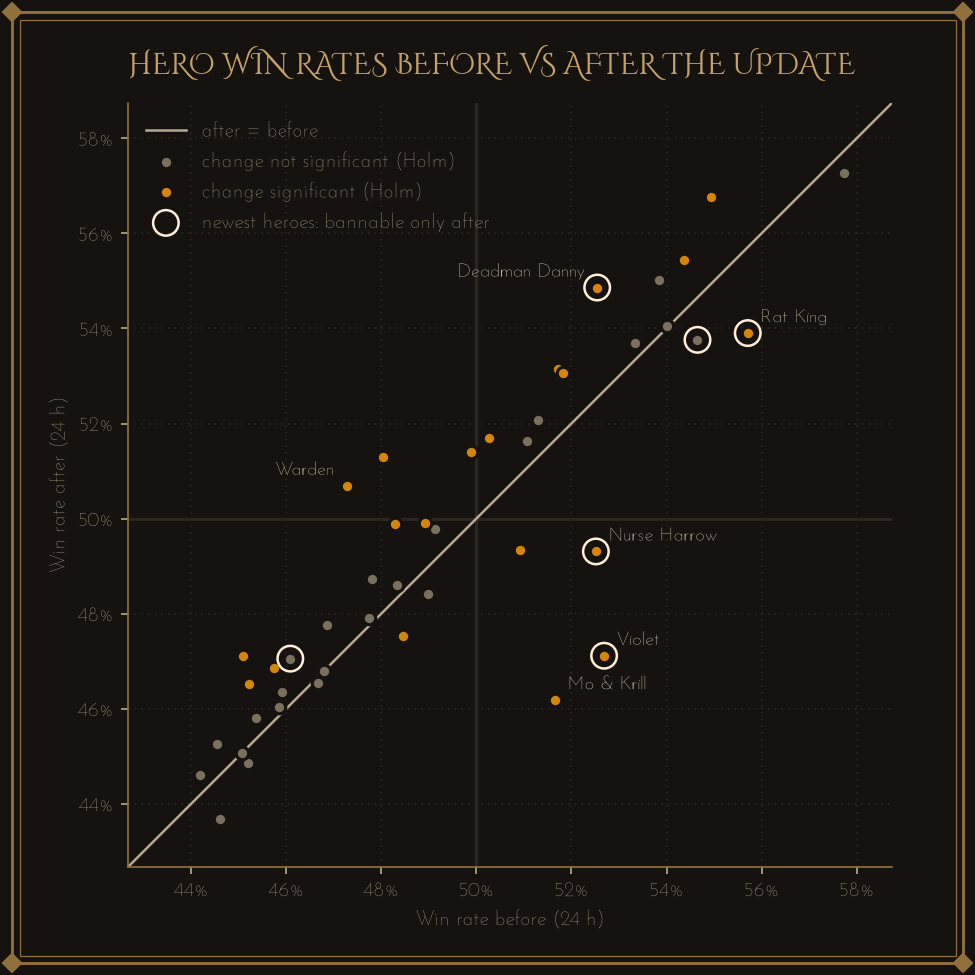 HERO WIN RATES BEFORE VS AFTER THE UPDATE
after = before
change not significant (Holm)
change significant (Holm)
newest heroes: bannable only after
58%
56%
54%
52%
50%
48%
46%
44%
Win rate after (24 h)
Deadman Danny
Rat King
Warden
Nurse Harrow
Violet
Mo & Krill
44%
46%
48%
50%
52%
54%
56%
58%
Win rate before (24 h)